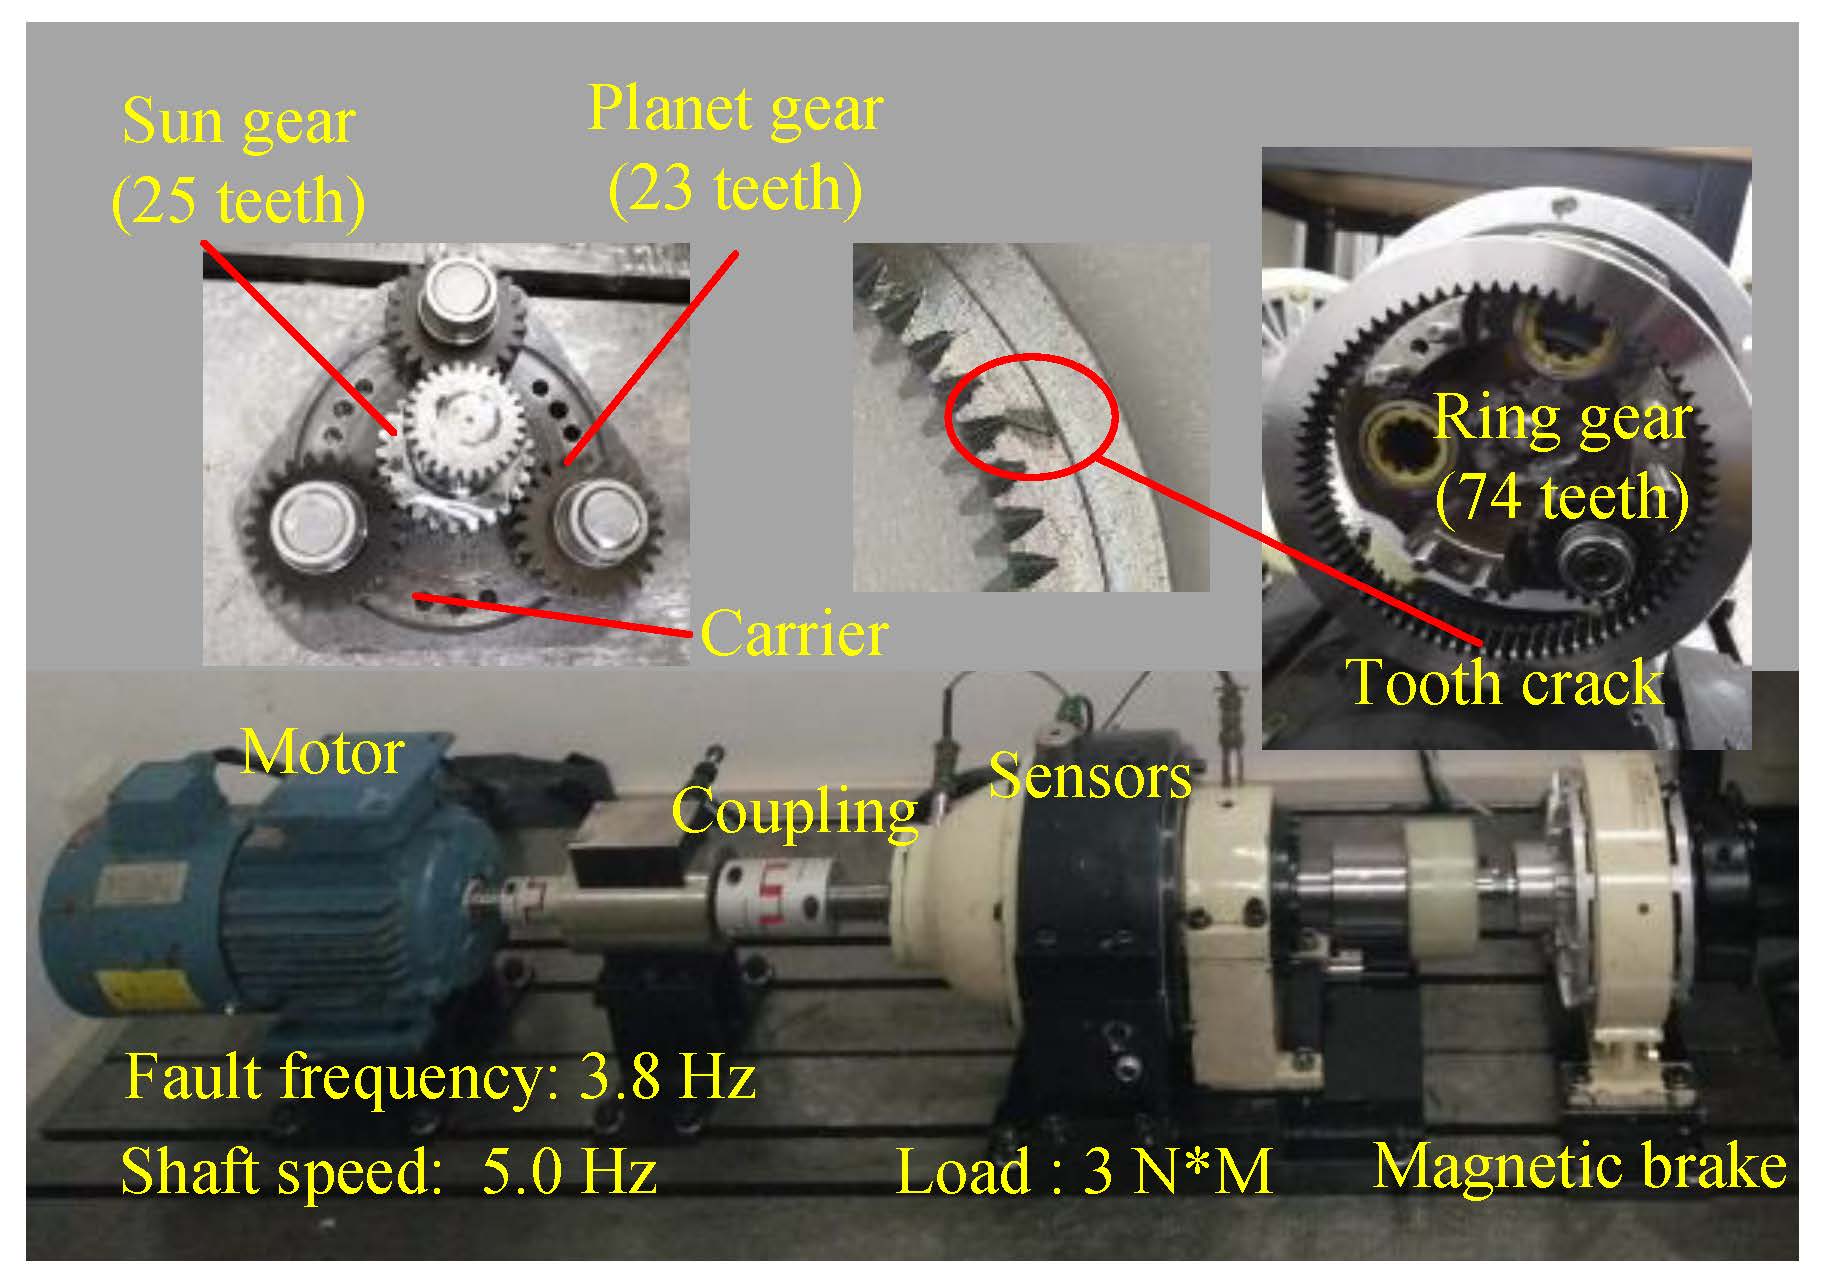 Sun gear
(25 teeth)
Planet gear
(23 teeth)
Ring gear
(74 teeth)
Carrier
Tooth crack
Motor
Coupling
Sensors
Fault frequency: 3.8 Hz
Shaft speed:  5.0 Hz
Load : 3 N*M
Magnetic brake